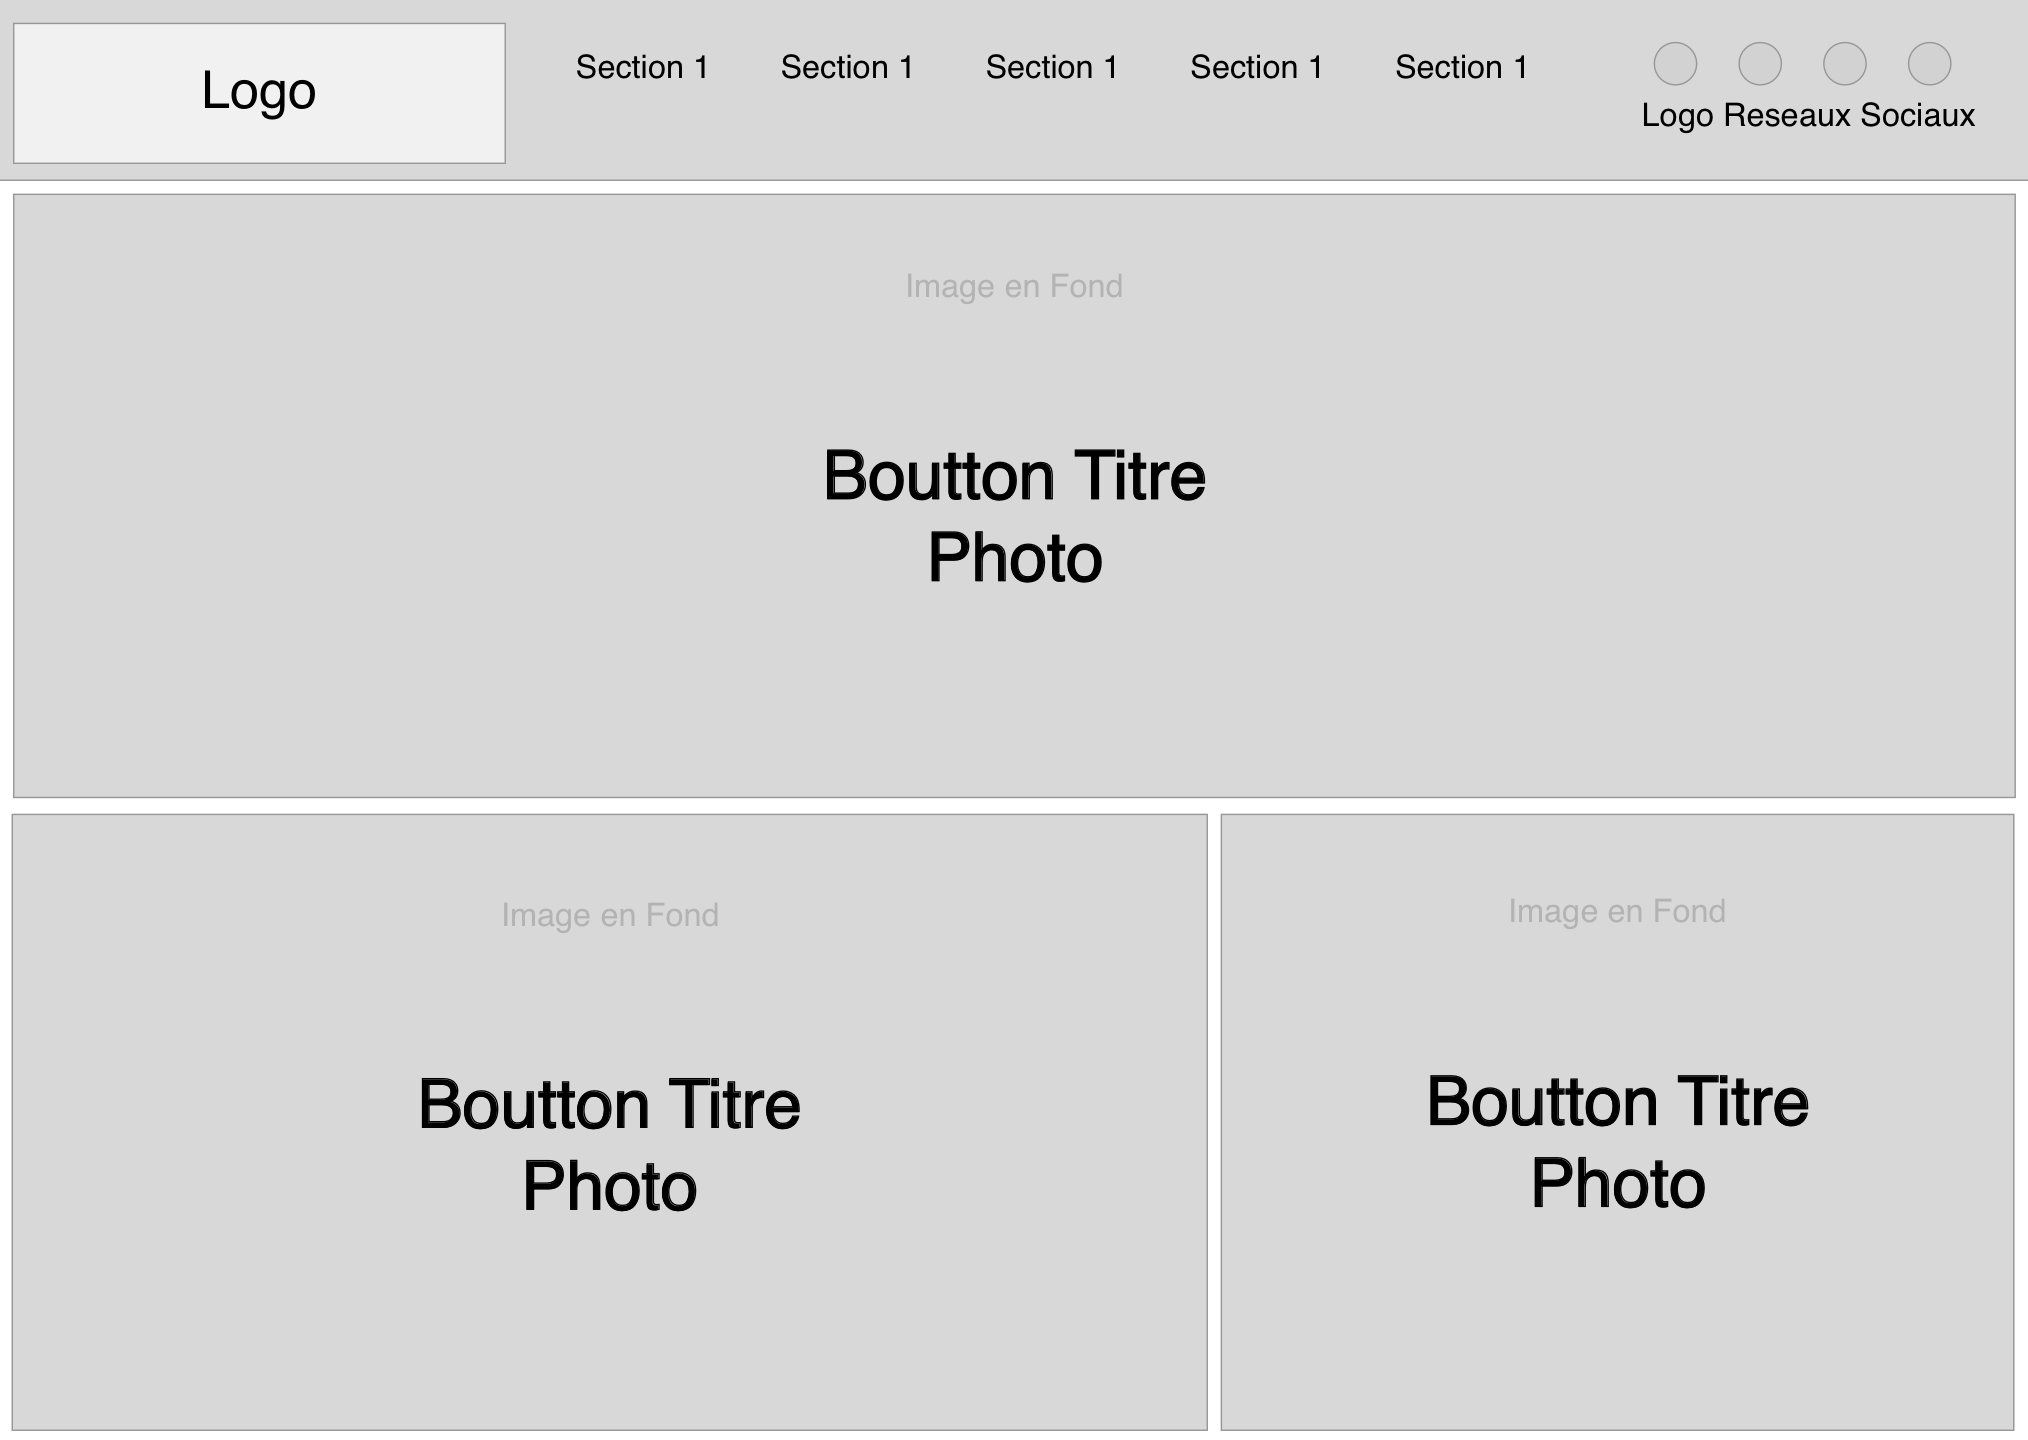 Logo
Section 1 Section 1 Section 1 Section 1 Section 1
Logo Reseaux Sociaux
Image en Fond
Boutton Titre
Photo
Image en Fond
Boutton Titre
Photo
Image en Fond
Boutton Titre
Photo